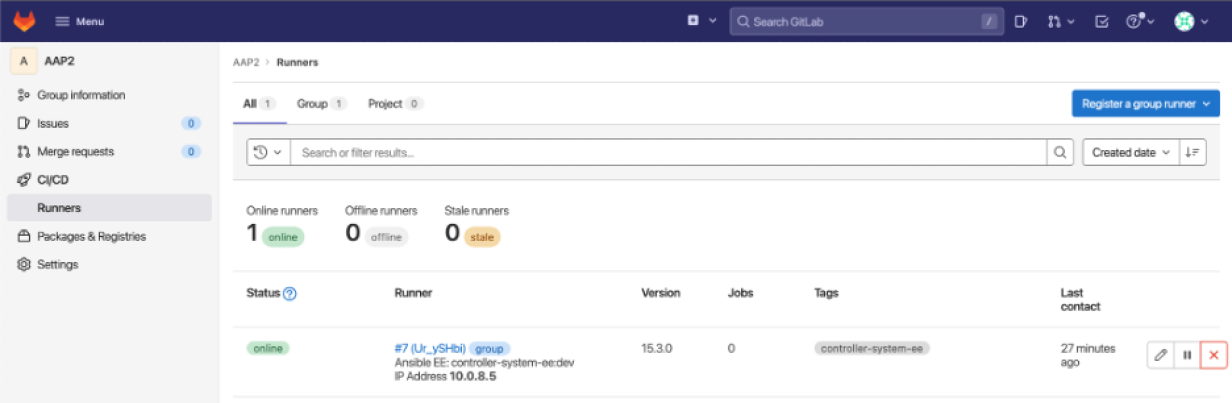 Menu
Search GitLab /
A AAP2
Group information
Issues 0
Merge requests 0
CI/CD
Runners
Packages & Registries
Settings
AAP2 > Runners
All 1 Group 1 Project 0
Register a group runner
Search or filter results...
Created date
Online runners Offline runners Stale runners
1 online 0 offline 0 stale
Status ? Runner Version Jobs Tags Last
contact
online #7 (Ur_ySHbi) group 15.3.0 0 controller-system-ee 27 minutes
Ansible EE: controller-system-ee:dev ago
IP Address 10.0.8.5